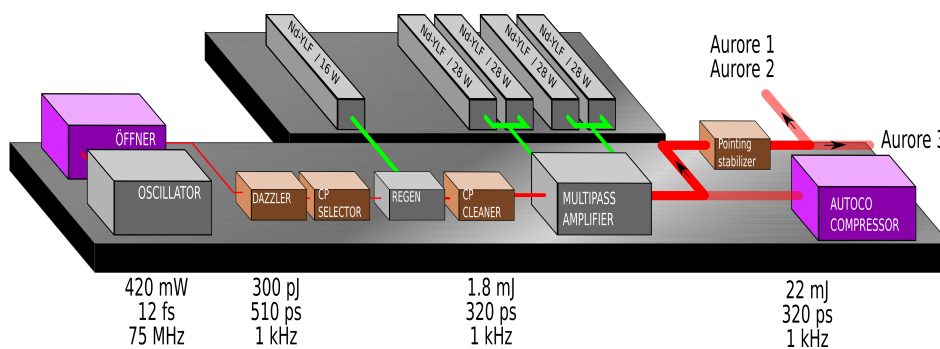 Nd-YLF / 16 W
Nd-YLF / 28 W
Nd-YLF / 28 W
Nd-YLF / 28 W
Nd-YLF / 28 W
Aurore 1
Aurore 2
Aurore 3
ÖFFNER
OSCILLATOR
DAZZLER
CP
SELECTOR
REGEN
CP
CLEANER
MULTIPASS
AMPLIFIER
Pointing
stabilizer
AUTOCO
COMPRESSOR
420 mW
12 fs
75 MHz
300 pJ
510 ps
1 kHz
1.8 mJ
320 ps
1 kHz
22 mJ
320 ps
1 kHz